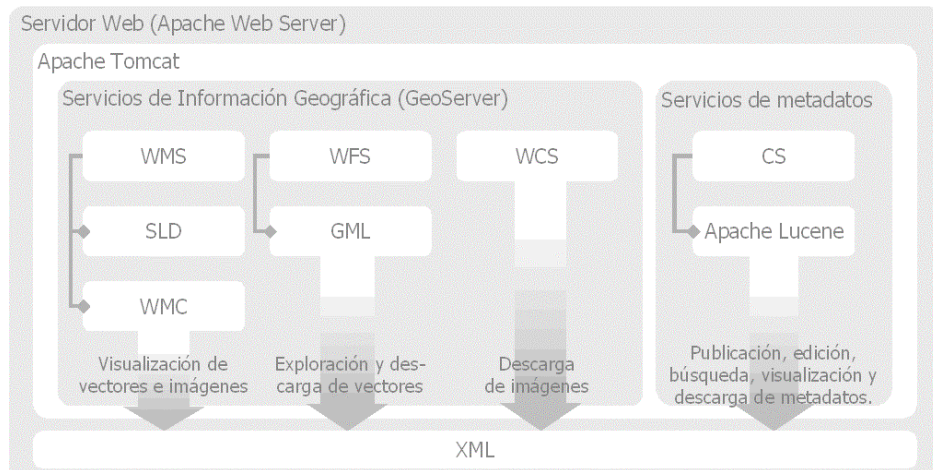 Servidor Web (Apache Web Server)
Apache Tomcat
Servicios de Información Geográfica (GeoServer)
Servicios de metadatos
WMS
WFS
WCS
CS
SLD
GML
Apache Lucene
WMC
Visualización de
vectores e imágenes
Exploración y des-
carga de vectores
Descarga
de imágenes
Publicación, edición,
búsqueda, visualización y
descarga de metadatos.
XML